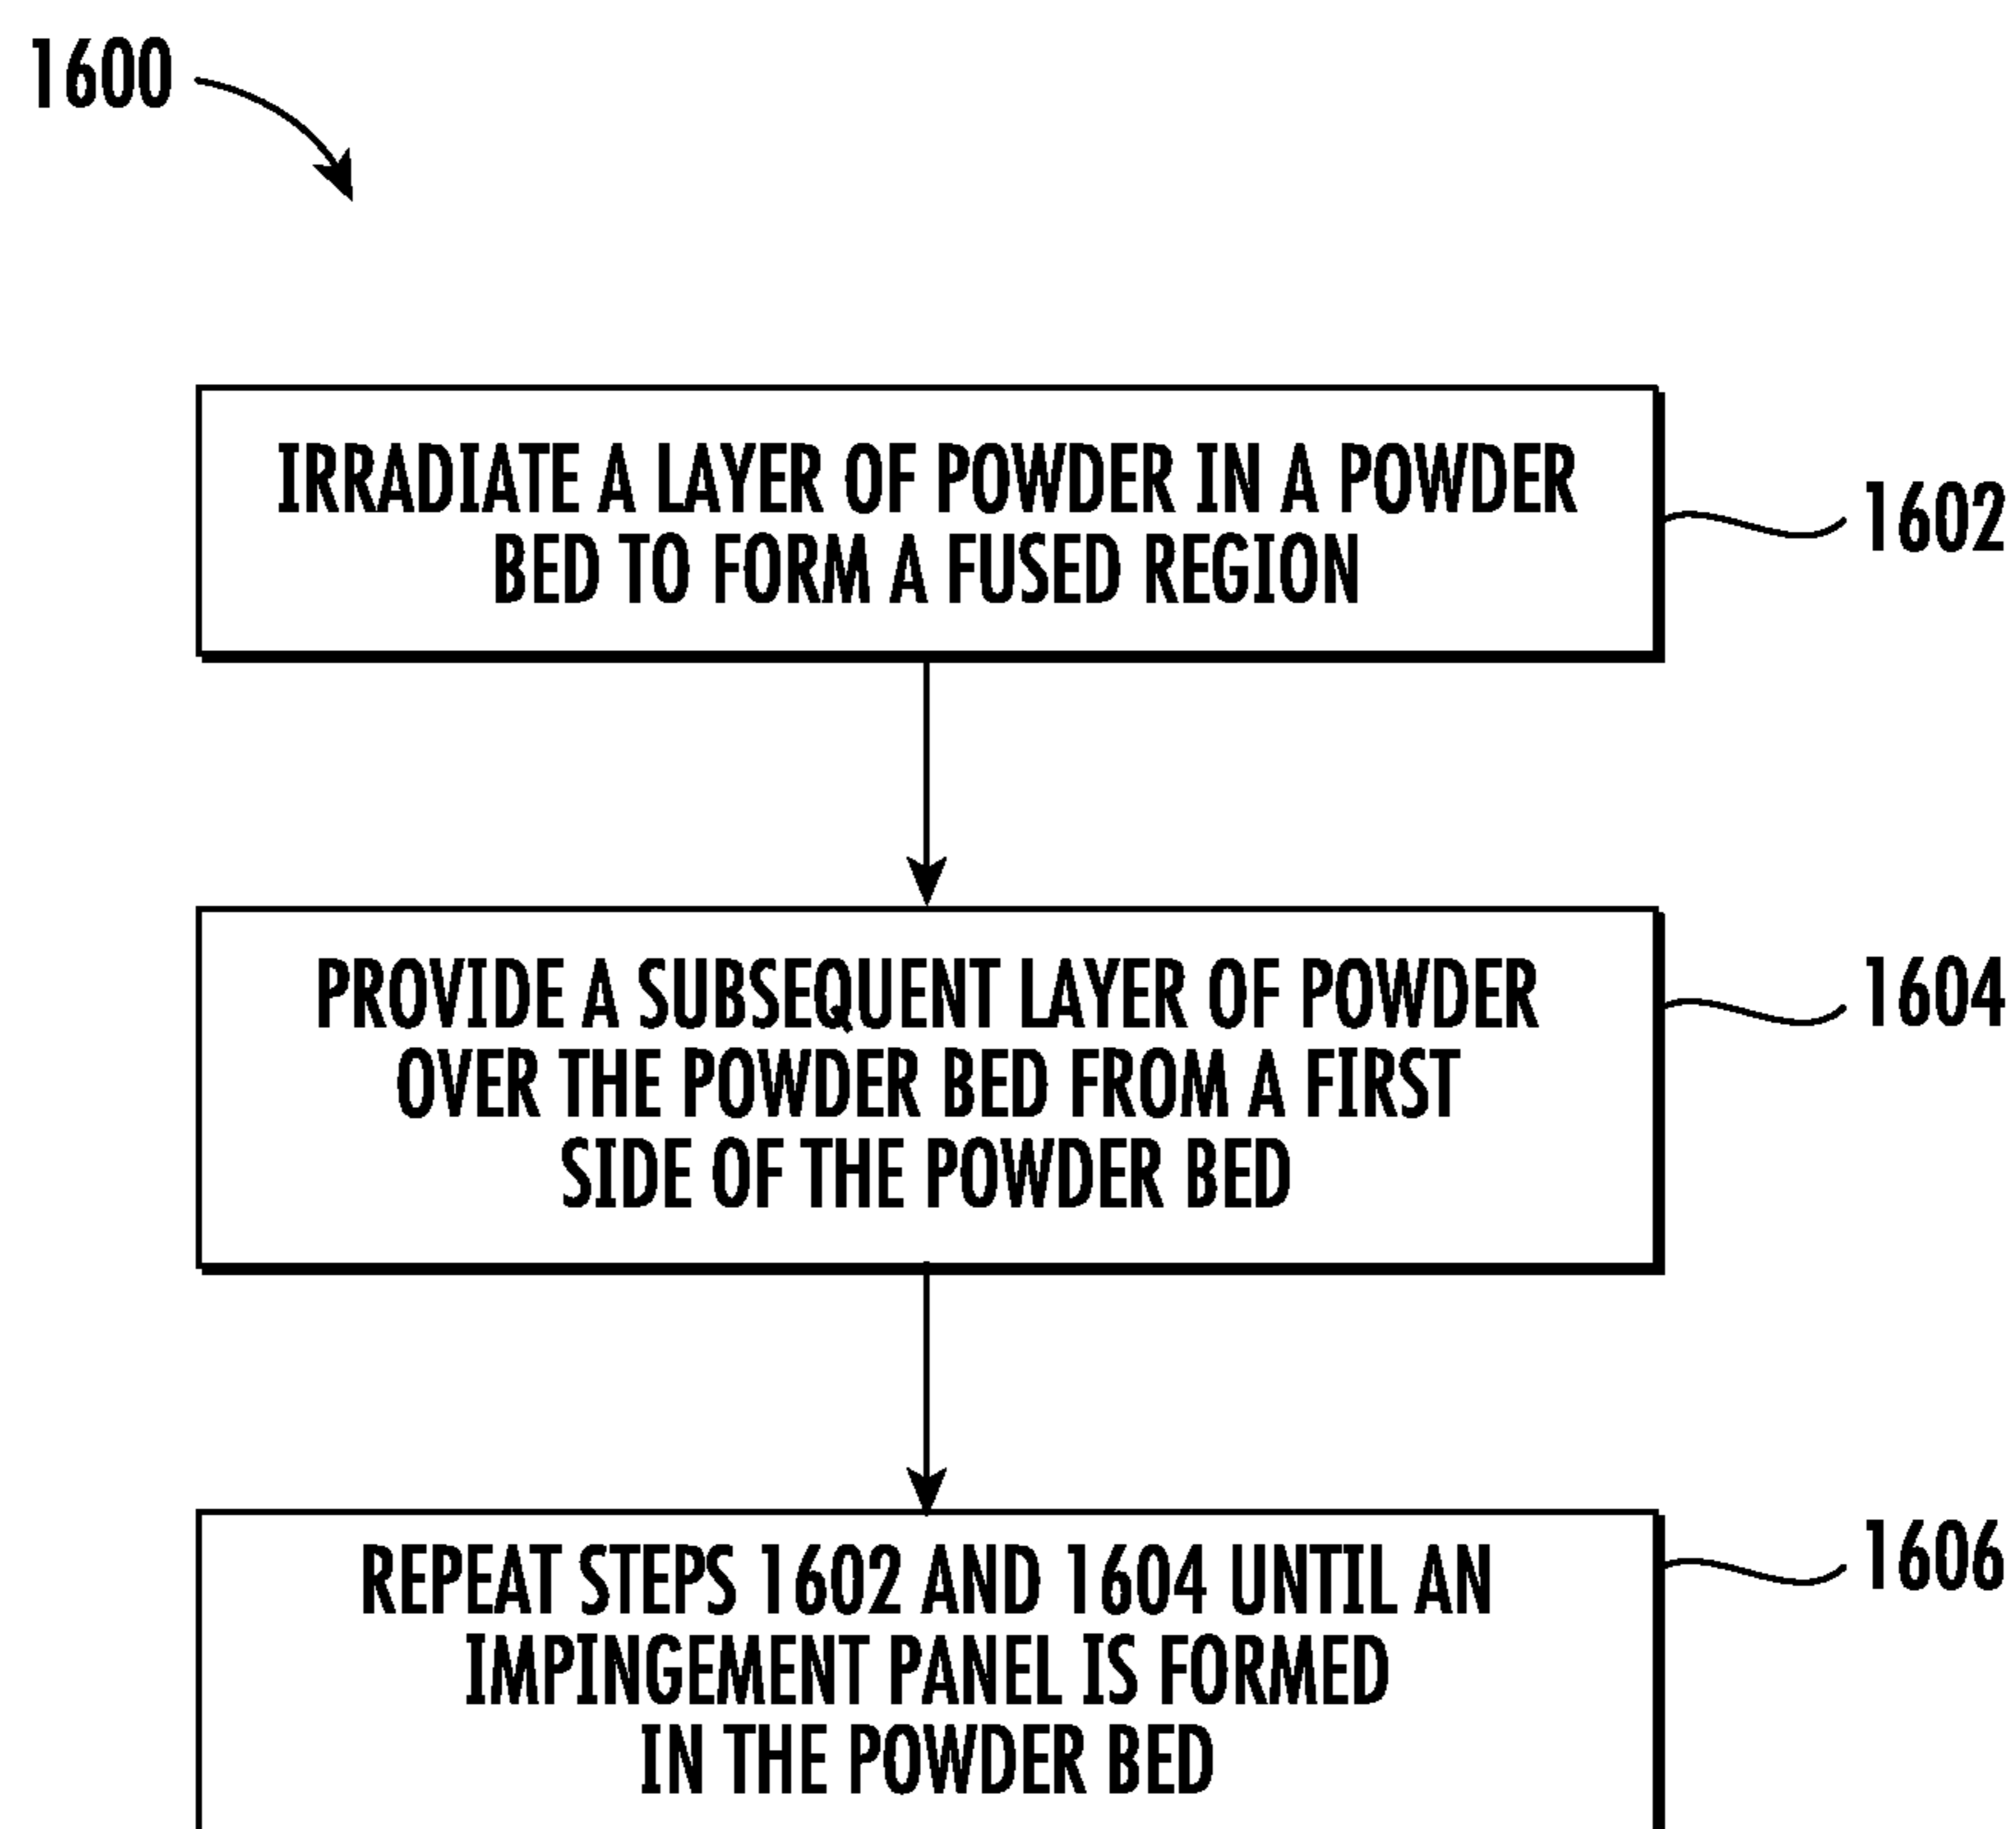 1600
IRRADIATE A LAYER OF POWDER IN A POWDER
BED TO FORM A FUSED REGION
1602
PROVIDE A SUBSEQUENT LAYER OF POWDER
OVER THE POWDER BED FROM A FIRST
SIDE OF THE POWDER BED
1604
REPEAT STEPS 1602 AND 1604 UNTIL AN
IMPINGEMENT PANEL IS FORMED
IN THE POWDER BED
1606